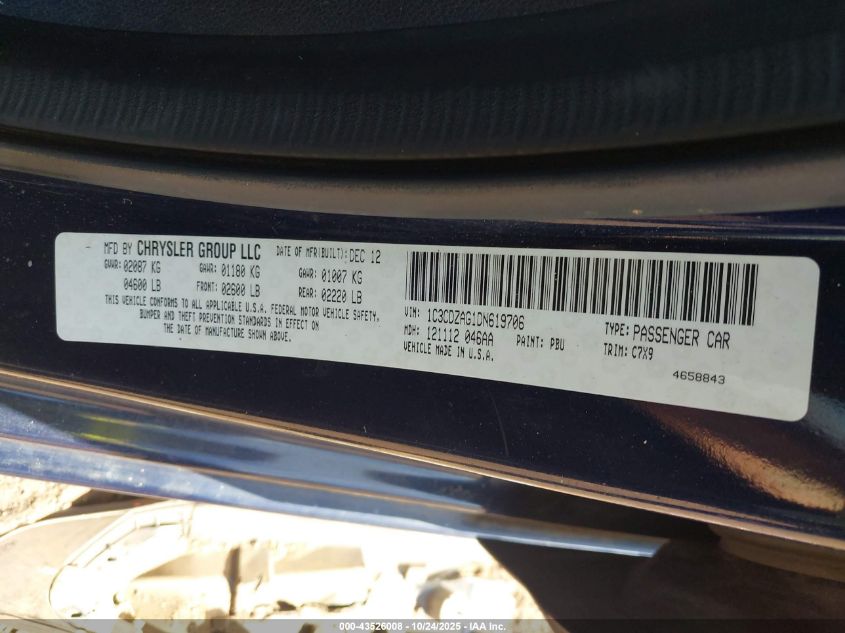 MFD BY CHRYSLER GROUP LLC
DATE OF MFR(BUILT): DEC 12
GVWR: 02087 KG GAWR: 01180 KG GAWR: 01007 KG
04600 LB FRONT: 02600 LB REAR: 02220 LB
THIS VEHICLE CONFORMS TO ALL APPLICABLE U.S.A. FEDERAL MOTOR VEHICLE SAFETY,
BUMPER AND THEFT PREVENTION STANDARDS IN EFFECT ON
THE DATE OF MANUFACTURE SHOWN ABOVE.
VIN: 1C3CDZAG1DN619706 TYPE: PASSENGER CAR
MDH: 121112 046AA PAINT: PBU TRIM: C7X9
VEHICLE MADE IN U.S.A.
4658843
000-43526008 - 10/24/2025 - IAA Inc.